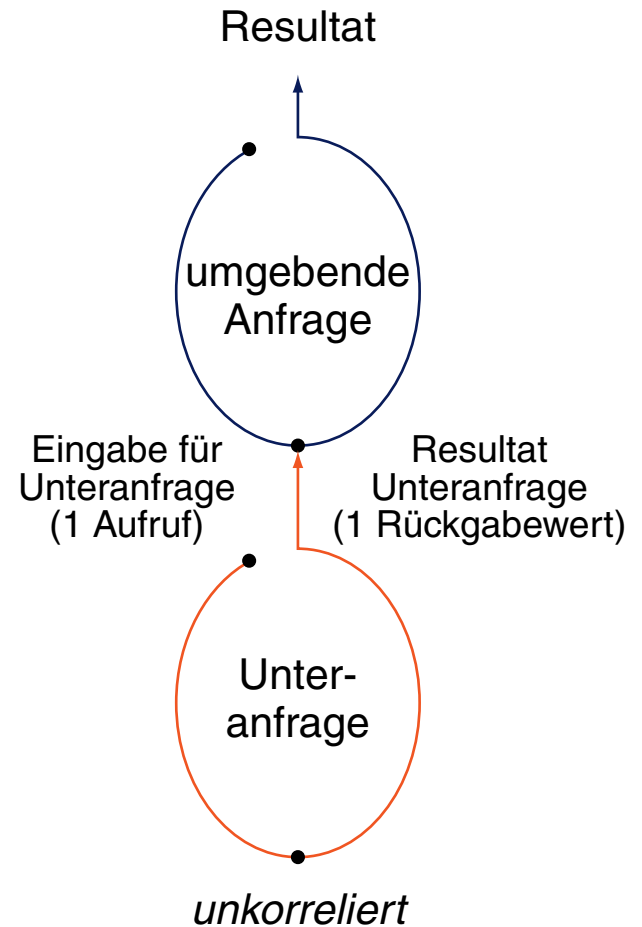 Resultat
umgebende
Anfrage
Eingabe für
Unteranfrage
(1 Aufruf)
Resultat
Unteranfrage
(1 Rückgabewert)
Unter-
anfrage
unkorreliert